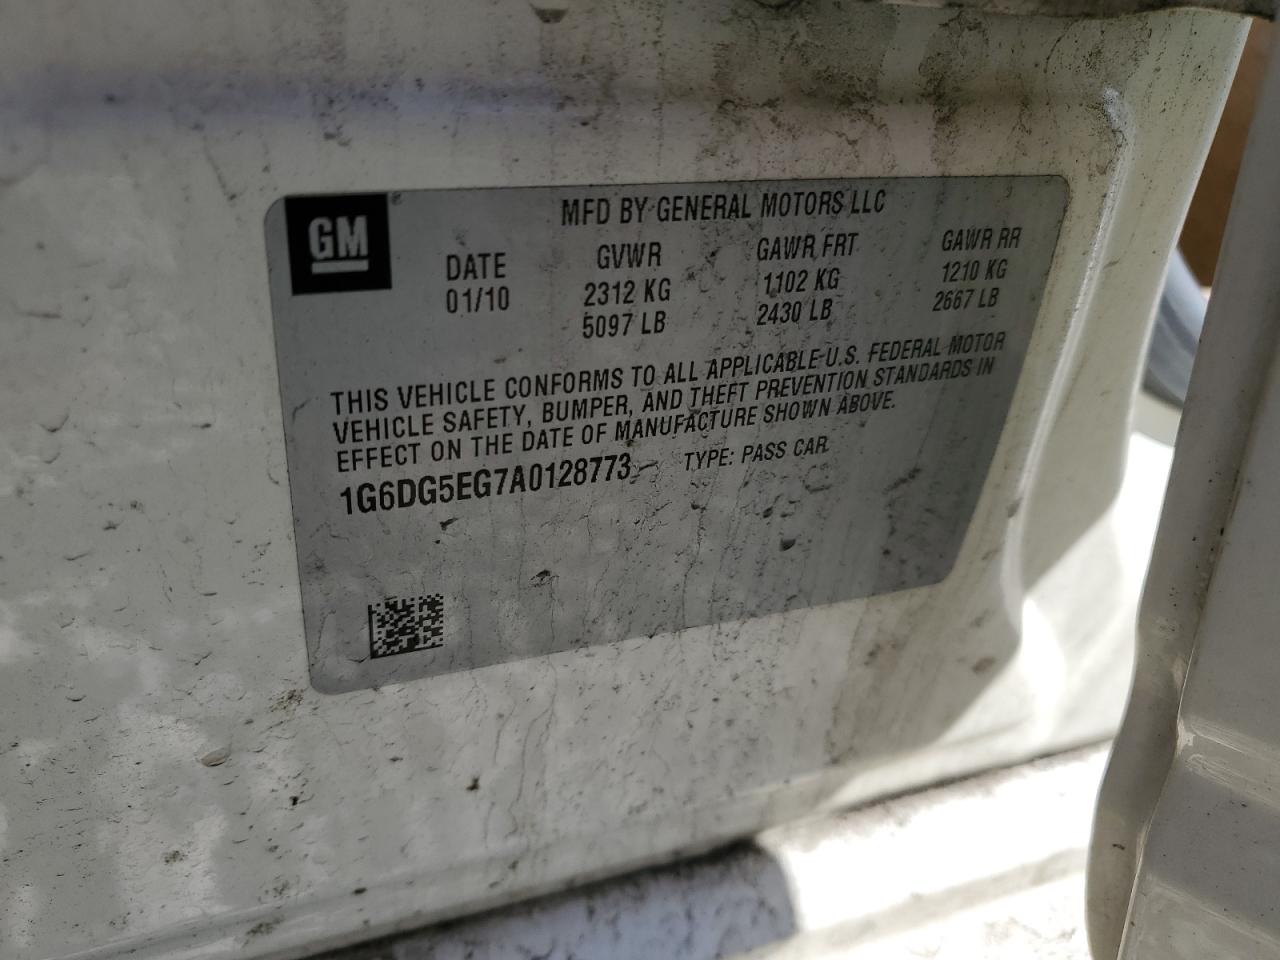 GM
MFD BY GENERAL MOTORS LLC
DATE GVWR GAWR FRT GAWR RR
01/10 2312 KG 1102 KG 1210 KG
5097 LB 2430 LB 2667 LB
THIS VEHICLE CONFORMS TO ALL APPLICABLE U.S. FEDERAL MOTOR
VEHICLE SAFETY, BUMPER, AND THEFT PREVENTION STANDARDS IN
EFFECT ON THE DATE OF MANUFACTURE SHOWN ABOVE.
1G6DG5EG7A0128773 TYPE: PASS CAR